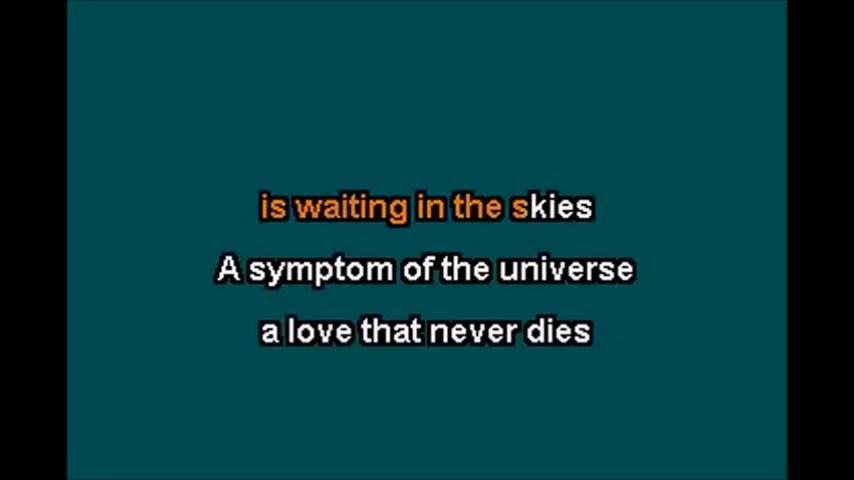 is waiting in the skies
A symptom of the universe
a love that never dies